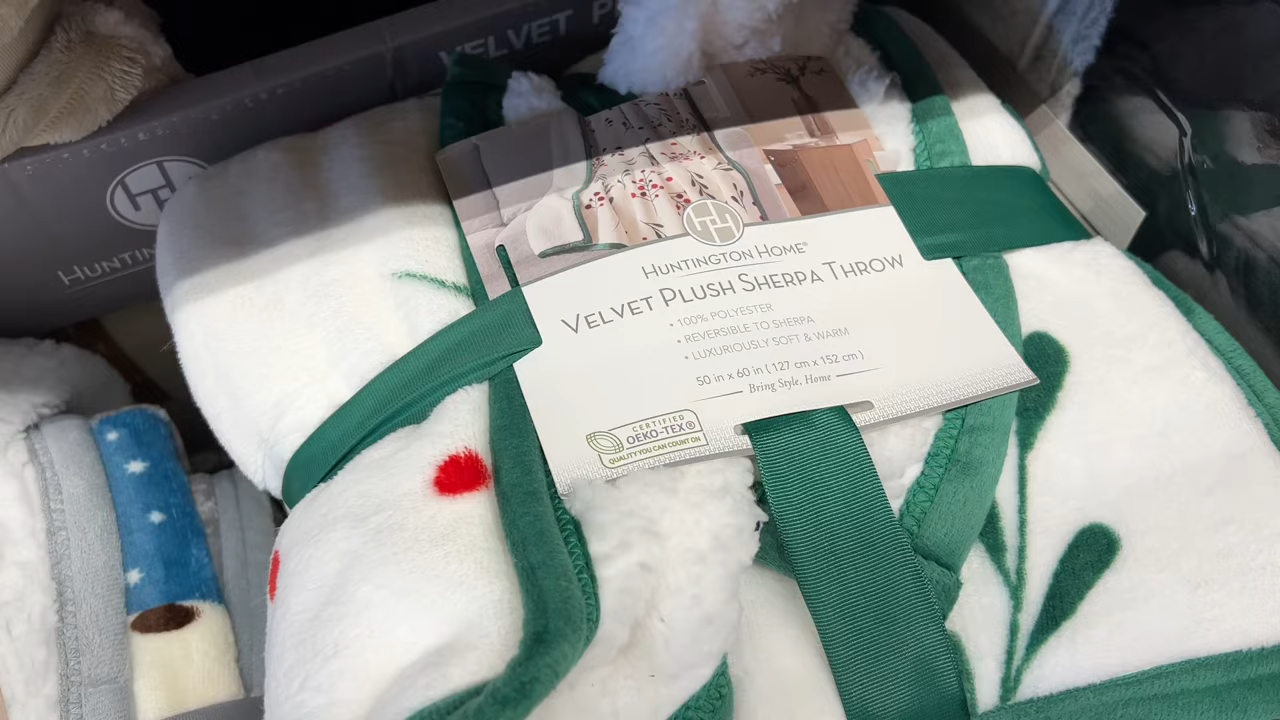 VELVET P
HUNTINGTON
HUNTINGTON HOME®
VELVET PLUSH SHERPA THROW
• 100% POLYESTER
• REVERSIBLE TO SHERPA
• LUXURIOUSLY SOFT & WARM
50 in x 60 in ( 127 cm x 152 cm )
Bring Style, Home
CERTIFIED
OEKO-TEX®
QUALITY YOU CAN COUNT ON